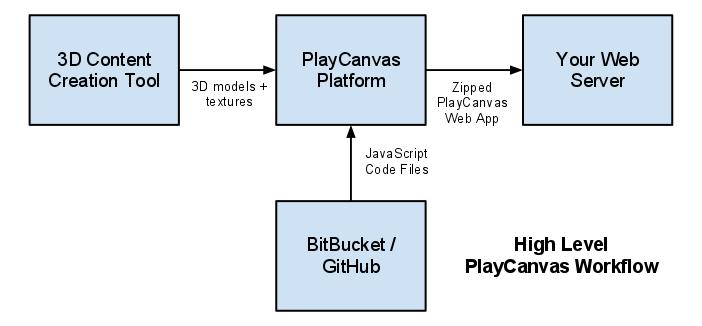 3D Content
Creation Tool
3D models +
textures
PlayCanvas
Platform
Zipped
PlayCanvas
Web App
Your Web
Server
JavaScript
Code Files
BitBucket /
GitHub
High Level
PlayCanvas Workflow